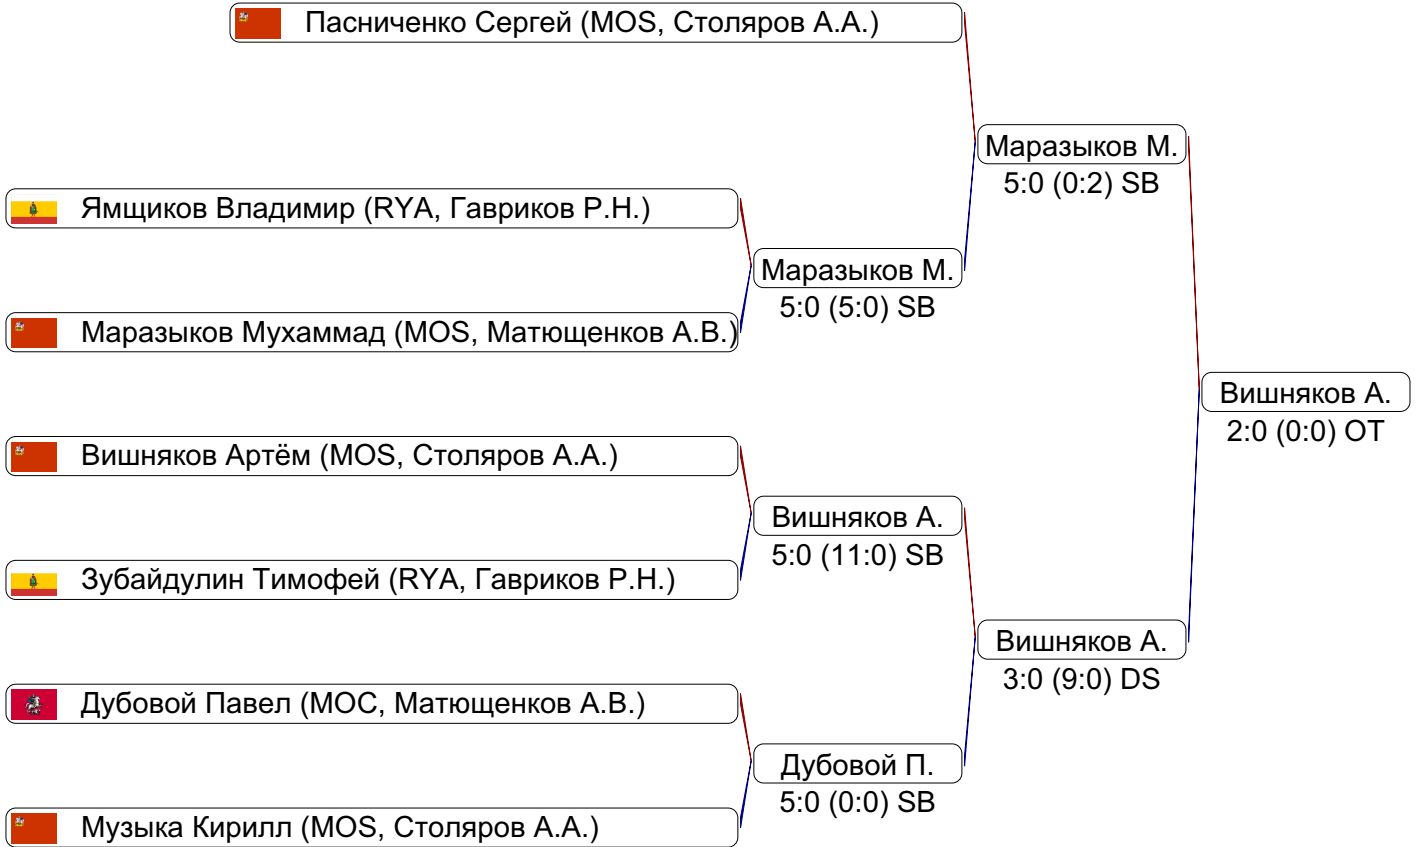 Пасниченко Сергей (MOS, Столяров А.А.)
Маразыков М.
5:0 (0:2) SB
Ямщиков Владимир (RYA, Гавриков Р.Н.)
Маразыков М.
5:0 (5:0) SB
Маразыков Мухаммад (MOS, Матющенков А.В.)
Вишняков А.
2:0 (0:0) OT
Вишняков Артём (MOS, Столяров А.А.)
Вишняков А.
5:0 (11:0) SB
Зубайдулин Тимофей (RYA, Гавриков Р.Н.)
Вишняков А.
3:0 (9:0) DS
Дубовой Павел (МОС, Матющенков А.В.)
Дубовой П.
5:0 (0:0) SB
Музыка Кирилл (MOS, Столяров А.А.)